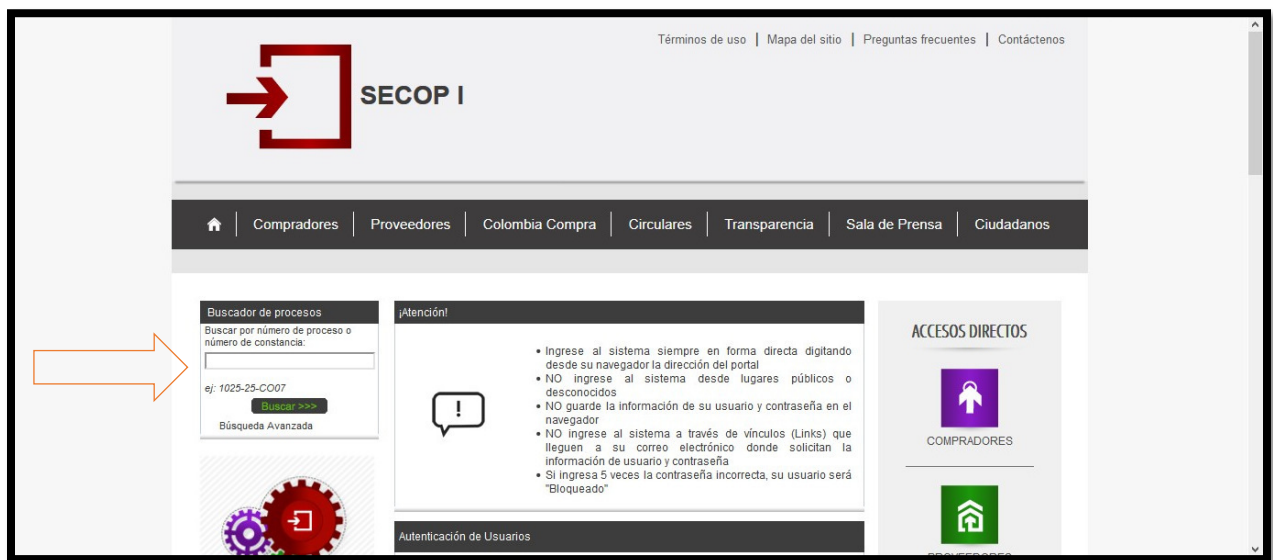 Términos de uso | Mapa del sitio | Preguntas frecuentes | Contáctenos
SECOP I
Compradores | Proveedores | Colombia Compra | Circulares | Transparencia | Sala de Prensa | Ciudadanos
Buscador de procesos
Buscar por número de proceso o
número de constancia:
ej: 1025-25-CO07
Buscar >>>
Búsqueda Avanzada
¡Atención!
• Ingrese al sistema siempre en forma directa digitando
desde su navegador la dirección del portal
• NO ingrese al sistema desde lugares públicos o
desconocidos
• NO guarde la información de su usuario y contraseña en el
navegador
• NO ingrese al sistema a través de vínculos (Links) que
lleguen a su correo electrónico donde solicitan la
información de usuario y contraseña
• Si ingresa 5 veces la contraseña incorrecta, su usuario será
"Bloqueado"
!
Autenticación de Usuarios
ACCESOS DIRECTOS
COMPRADORES
PROVEEDORES